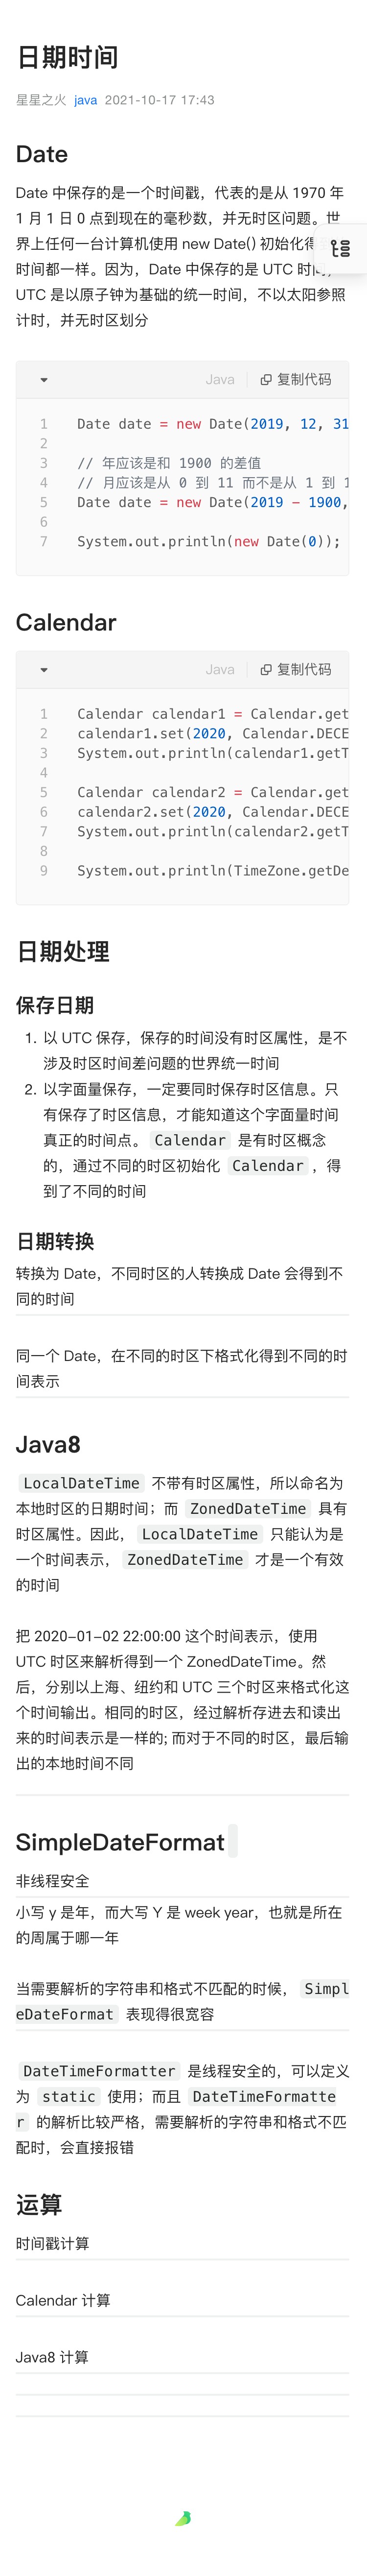 日期时间
星星之火 java 2021-10-17 17:43
Date
Date 中保存的是一个时间戳，代表的是从 1970 年
1 月 1 日 0 点到现在的毫秒数，并无时区问题。世
界上任何一台计算机使用 new Date() 初始化得
时间都一样。因为，Date 中保存的是 UTC 时间，
UTC 是以原子钟为基础的统一时间，不以太阳参照
计时，并无时区划分
Java 复制代码
1 Date date = new Date(2019, 12, 31
2
3 // 年应该是和 1900 的差值
4 // 月应该是从 0 到 11 而不是从 1 到 1
5 Date date = new Date(2019 - 1900,
6
7 System.out.println(new Date(0));
Calendar
Java 复制代码
1 Calendar calendar1 = Calendar.get
2 calendar1.set(2020, Calendar.DECE
3 System.out.println(calendar1.getT
4
5 Calendar calendar2 = Calendar.get
6 calendar2.set(2020, Calendar.DECE
7 System.out.println(calendar2.getT
8
9 System.out.println(TimeZone.getDe
日期处理
保存日期
1. 以 UTC 保存，保存的时间没有时区属性，是不
涉及时区时间差问题的世界统一时间
2. 以字面量保存，一定要同时保存时区信息。只
有保存了时区信息，才能知道这个字面量时间
真正的时间点。 Calendar 是有时区概念
的，通过不同的时区初始化 Calendar ，得
到了不同的时间
日期转换
转换为 Date，不同时区的人转换成 Date 会得到不
同的时间
同一个 Date，在不同的时区下格式化得到不同的时
间表示
Java8
LocalDateTime 不带有时区属性，所以命名为
本地时区的日期时间；而 ZonedDateTime 具有
时区属性。因此， LocalDateTime 只能认为是
一个时间表示， ZonedDateTime 才是一个有效
的时间
把 2020-01-02 22:00:00 这个时间表示，使用
UTC 时区来解析得到一个 ZonedDateTime。然
后，分别以上海、纽约和 UTC 三个时区来格式化这
个时间输出。相同的时区，经过解析存进去和读出
来的时间表示是一样的; 而对于不同的时区，最后输
出的本地时间不同
SimpleDateFormat
非线程安全
小写 y 是年，而大写 Y 是 week year，也就是所在
的周属于哪一年
当需要解析的字符串和格式不匹配的时候， Simpl
eDateFormat 表现得很宽容
DateTimeFormatter 是线程安全的，可以定义
为 static 使用；而且 DateTimeFormatte
r 的解析比较严格，需要解析的字符串和格式不匹
配时，会直接报错
运算
时间戳计算
Calendar 计算
Java8 计算